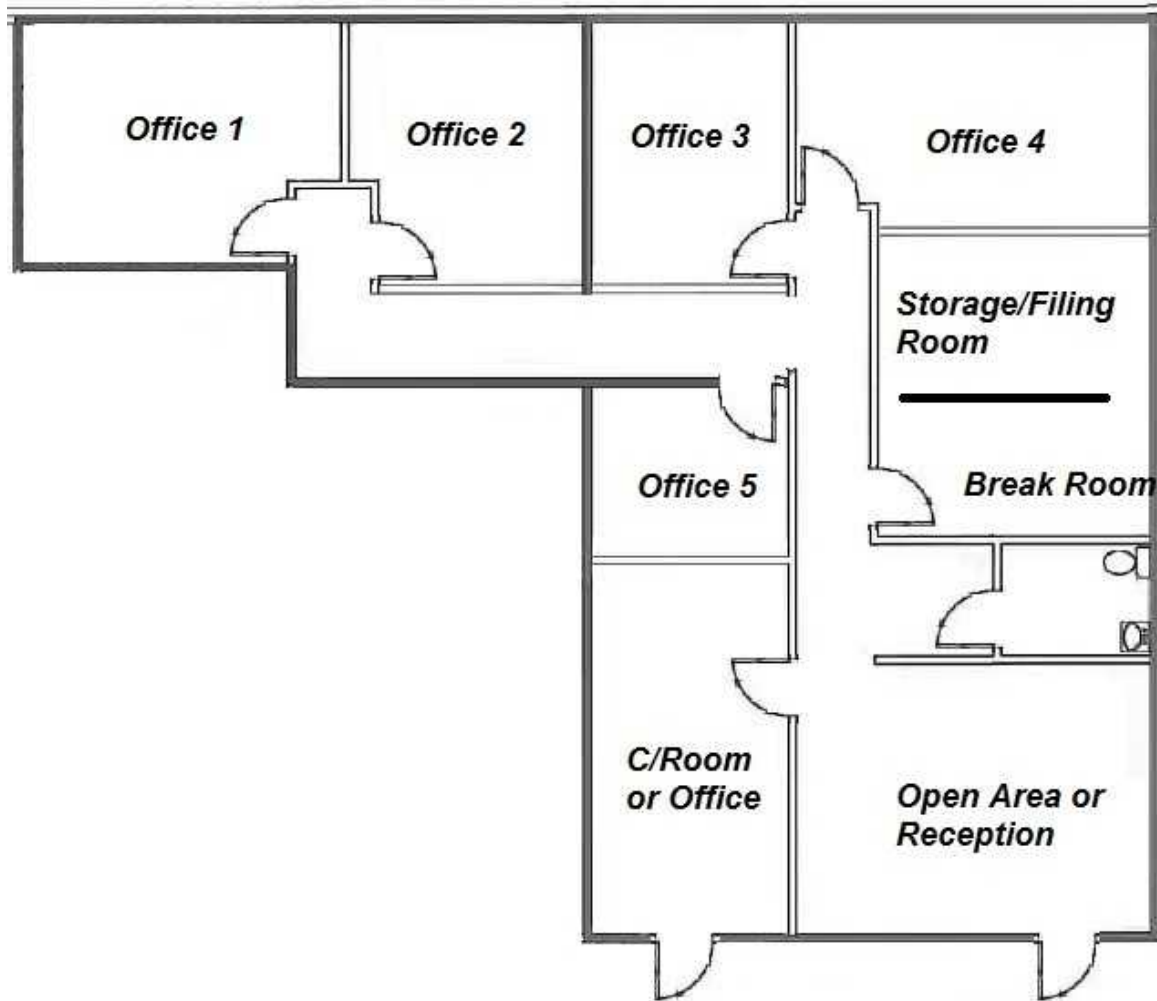 Office 1
Office 2
Office 3
Office 4
Storage/Filing
Room
Office 5
Break Room
C/Room
or Office
Open Area or
Reception